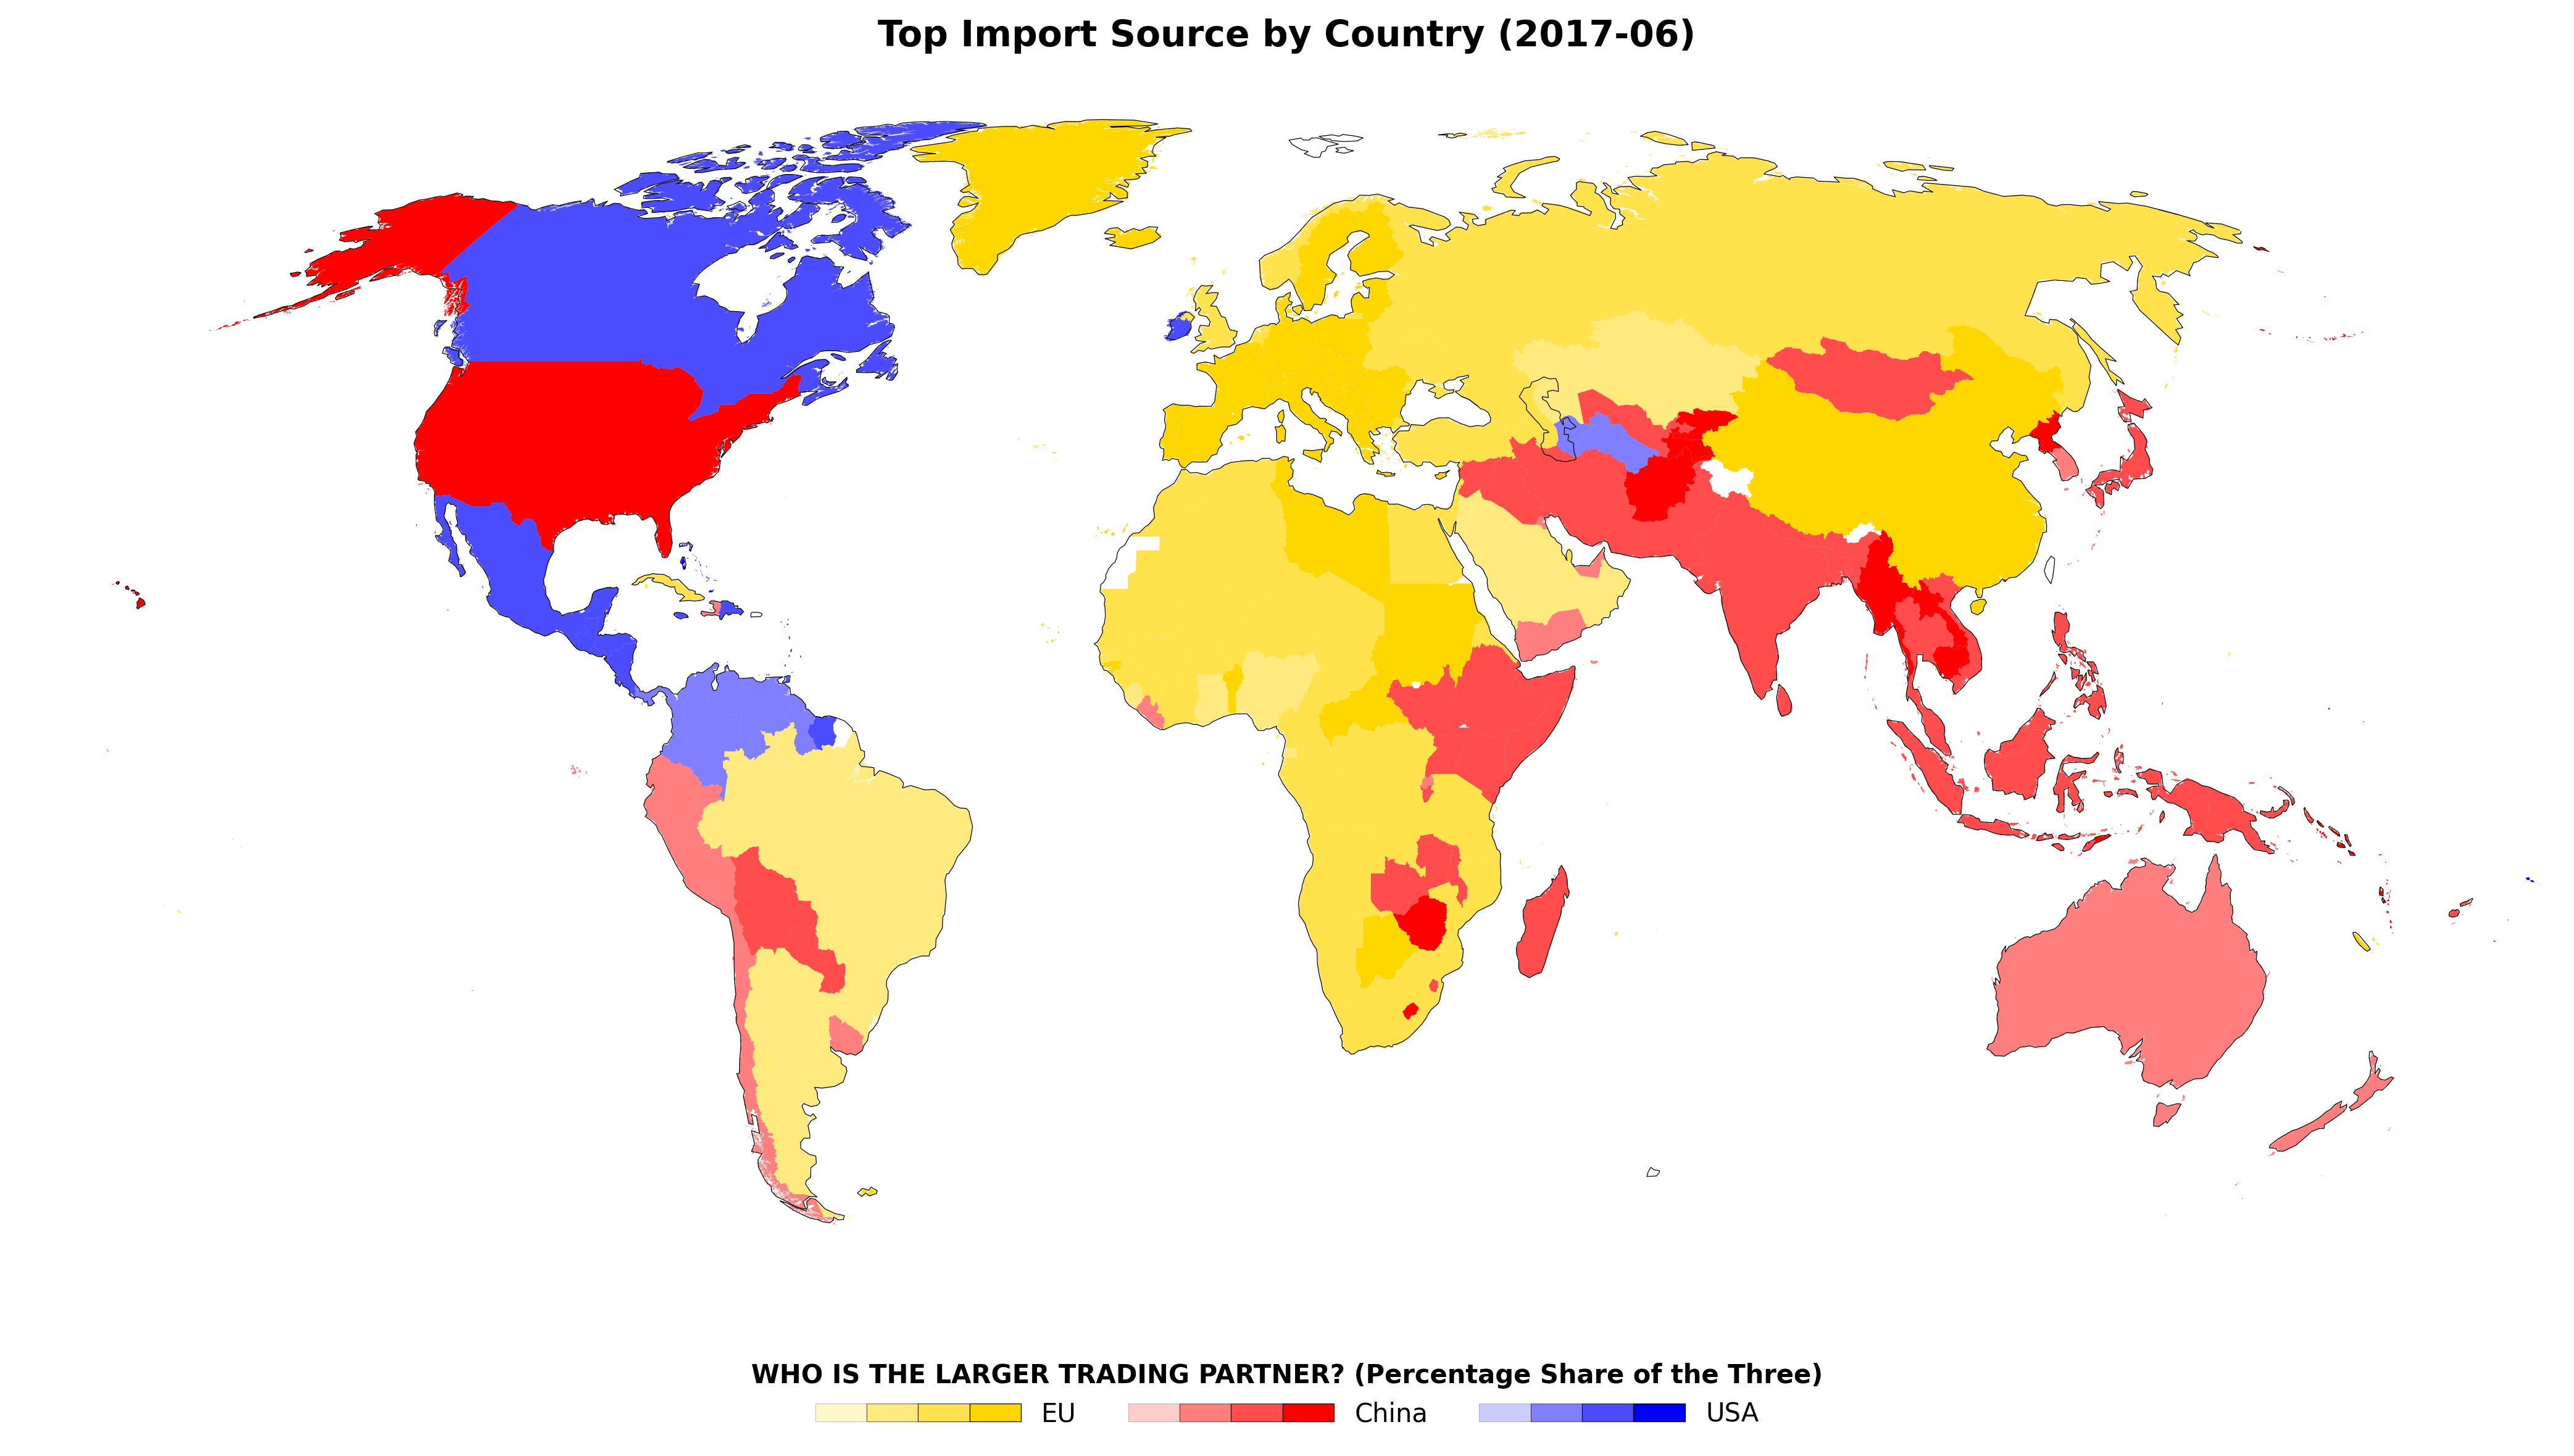 Top Import Source by Country (2017-06)
WHO IS THE LARGER TRADING PARTNER? (Percentage Share of the Three)
EU China USA